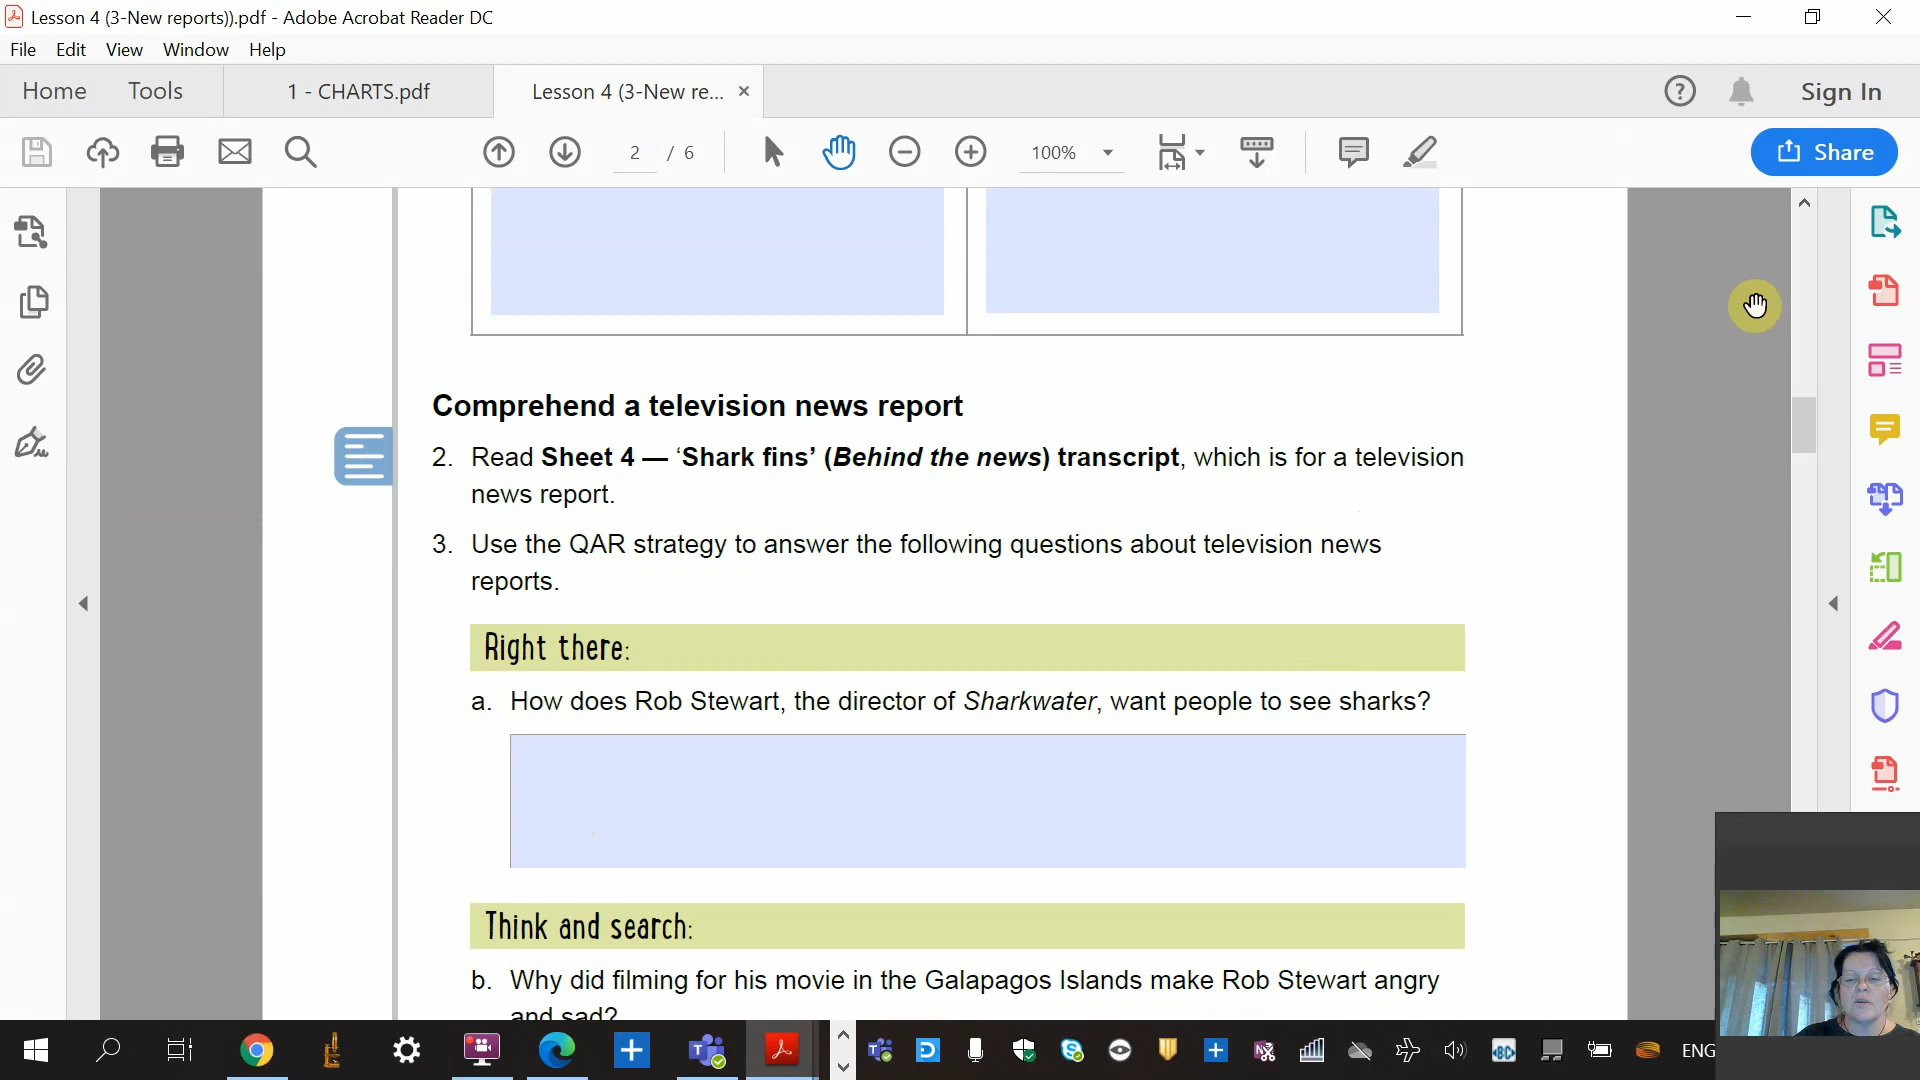 Lesson 4 (3-New reports)).pdf - Adobe Acrobat Reader DC
File Edit View Window Help
Home Tools 1 - CHARTS.pdf Lesson 4 (3-New re... × Sign In
2 / 6 100% Share
Comprehend a television news report
2. Read Sheet 4 — ‘Shark fins’ (Behind the news) transcript, which is for a television
news report.
3. Use the QAR strategy to answer the following questions about television news
reports.
Right there:
a. How does Rob Stewart, the director of Sharkwater, want people to see sharks?
Think and search:
b. Why did filming for his movie in the Galapagos Islands make Rob Stewart angry
and sad?
ENG